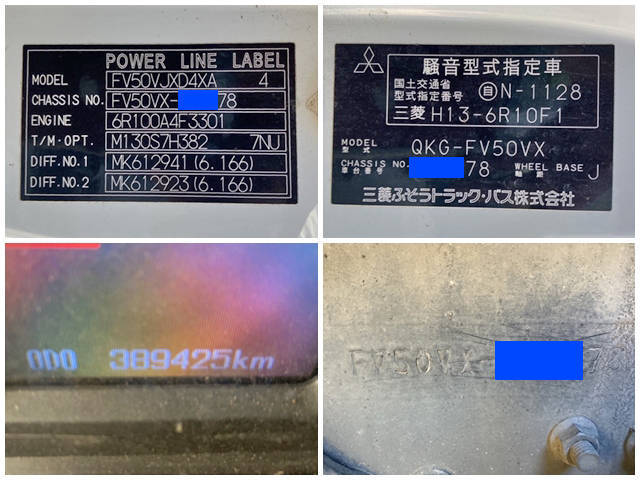 POWER LINE LABEL
MODEL FV50VJXD4XA 4
CHASSIS NO. FV50VX- 78
ENGINE 6R100A4F3301
T/M·OPT. M130S7H382 7NU
DIFF.NO.1 MK612941(6.166)
DIFF.NO.2 MK612923(6.166)
騒音型式指定車
国土交通省
型式指定番号 自N-1128
三菱 H13-6R10F1
MODEL
型式 QKG-FV50VX
CHASSIS NO. 78 WHEEL BASE J
車台番号 軸距
三菱ふそうトラック・バス株式会社
ODO 389425km
FV50VX- 78